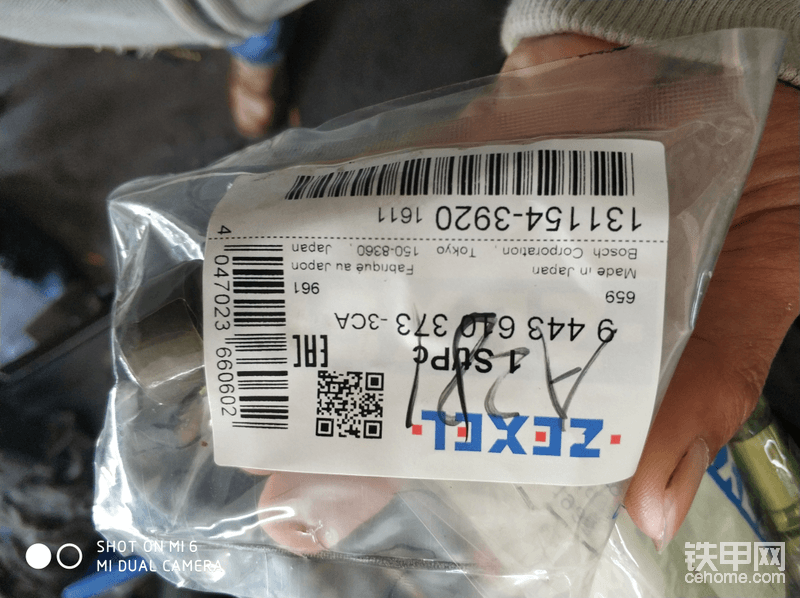 ZEXEL
A281
1 St/Pc
EAC
9 443 610 373 -3CA
659
961
Made in Japan
Fabriqué au Japon
Bosch Corporation , Tokyo 150-8360 , Japan
131154-3920 1611
4 047023 660602
SHOT ON MI 6
MI DUAL CAMERA
铁甲网
cehome.com